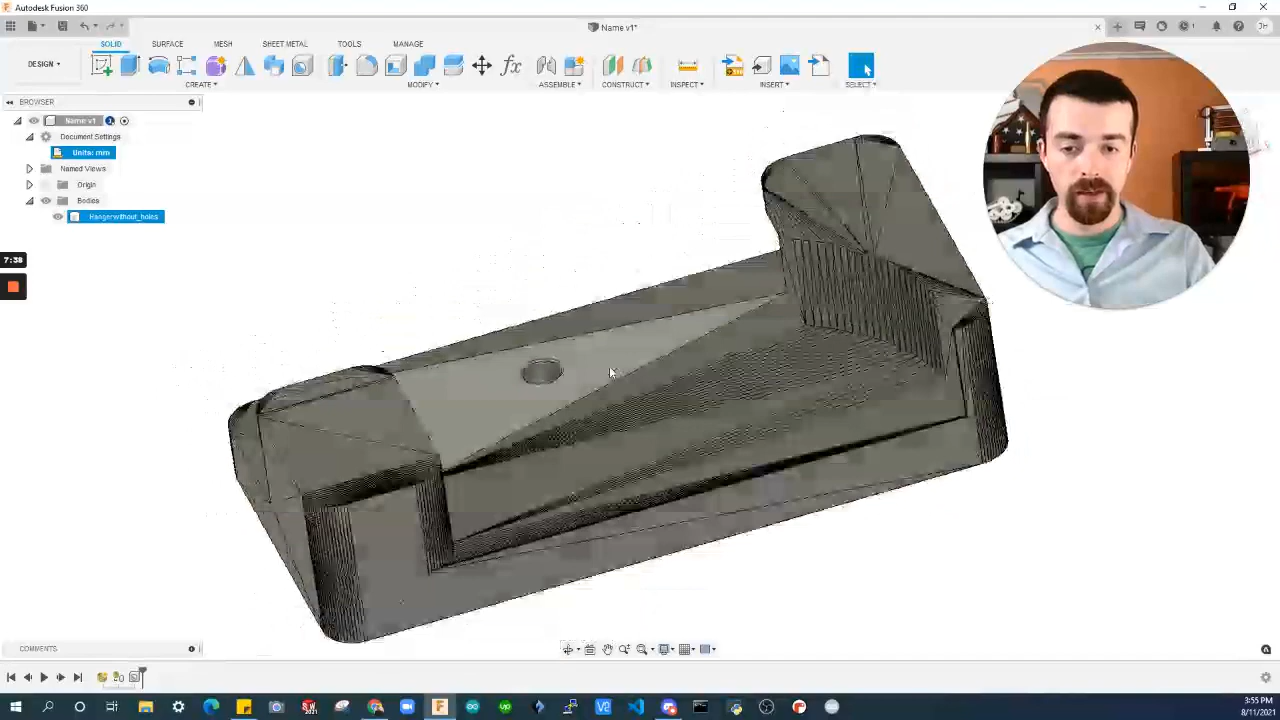 Autodesk Fusion 360
Name v1*
JH
SOLID SURFACE MESH SHEET METAL TOOLS MANAGE
DESIGN
CREATE MODIFY ASSEMBLE CONSTRUCT INSPECT INSERT SELECT
BROWSER
Name v1
Document Settings
Units: mm
Named Views
Origin
Bodies
Hangerwithout_holes
7:38
COMMENTS
3:55 PM
8/11/2021